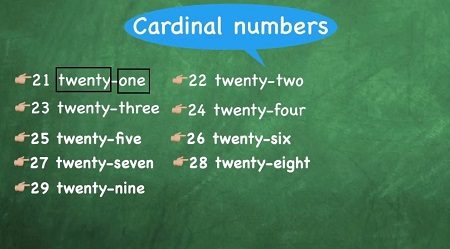 Cardinal numbers
21 twenty-one 22 twenty-two
23 twenty-three 24 twenty-four
25 twenty-five 26 twenty-six
27 twenty-seven 28 twenty-eight
29 twenty-nine